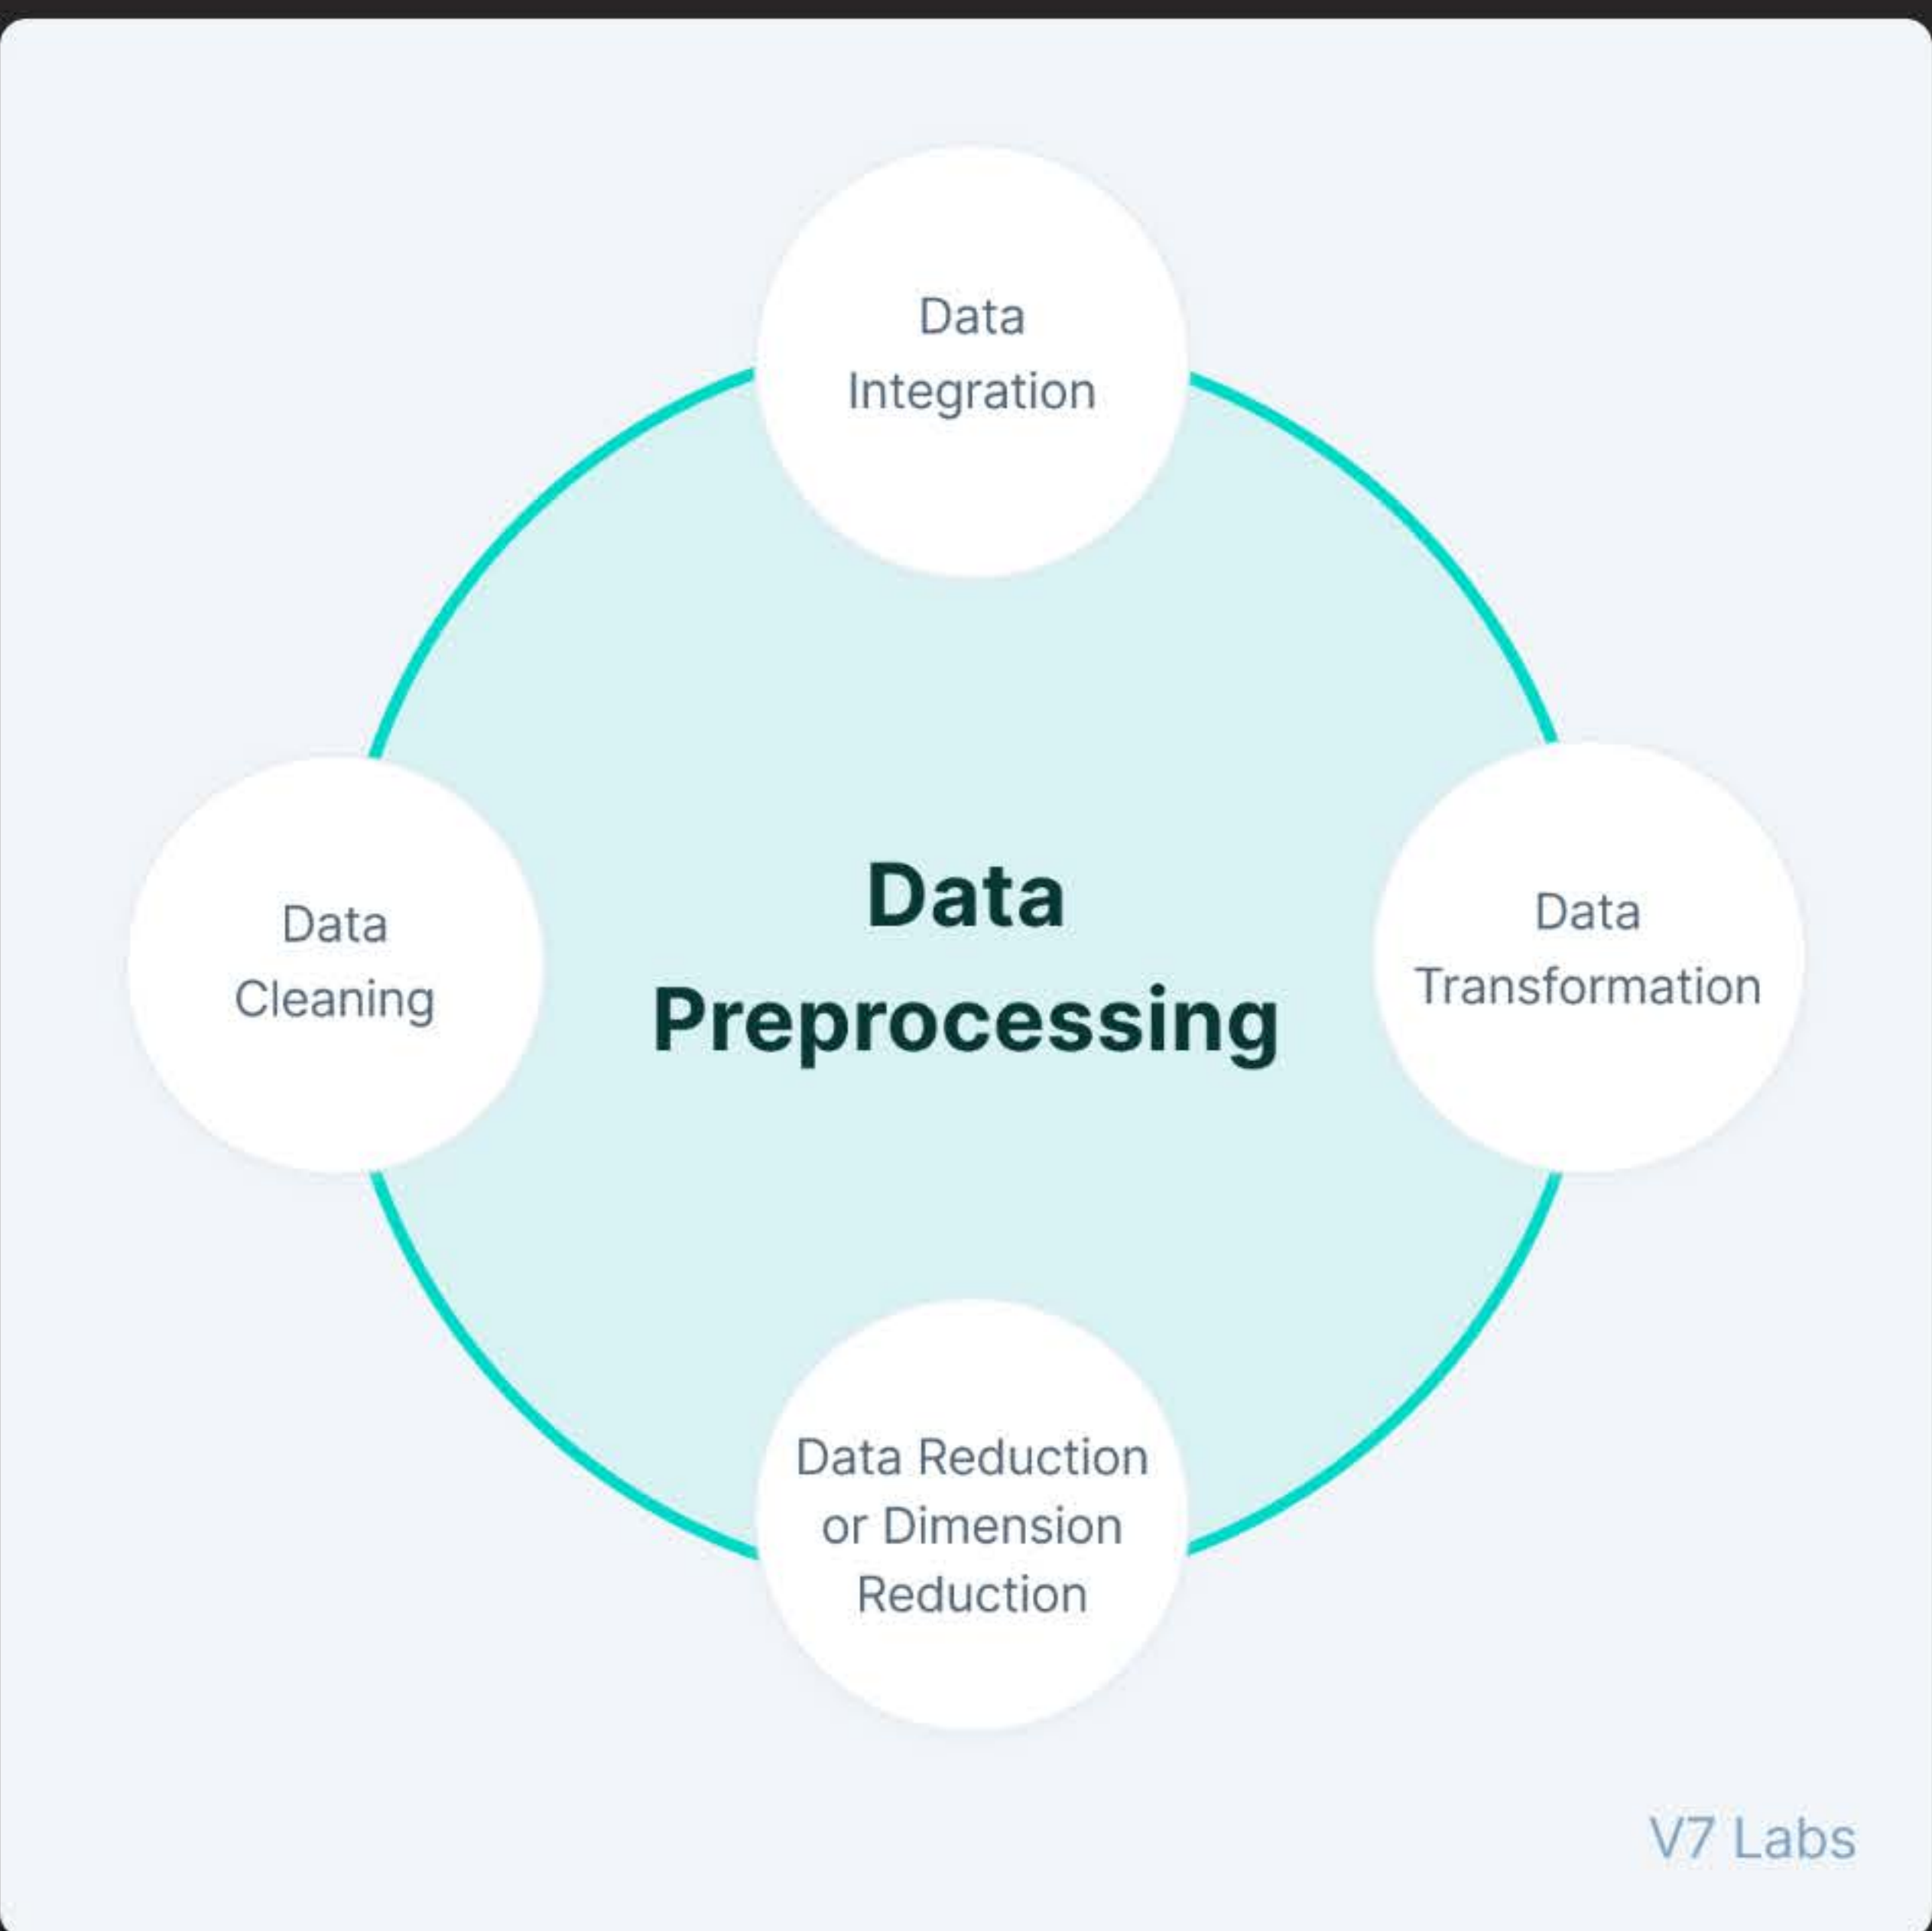 Data
Integration
Data
Cleaning
Data
Preprocessing
Data
Transformation
Data Reduction
or Dimension
Reduction
V7 Labs